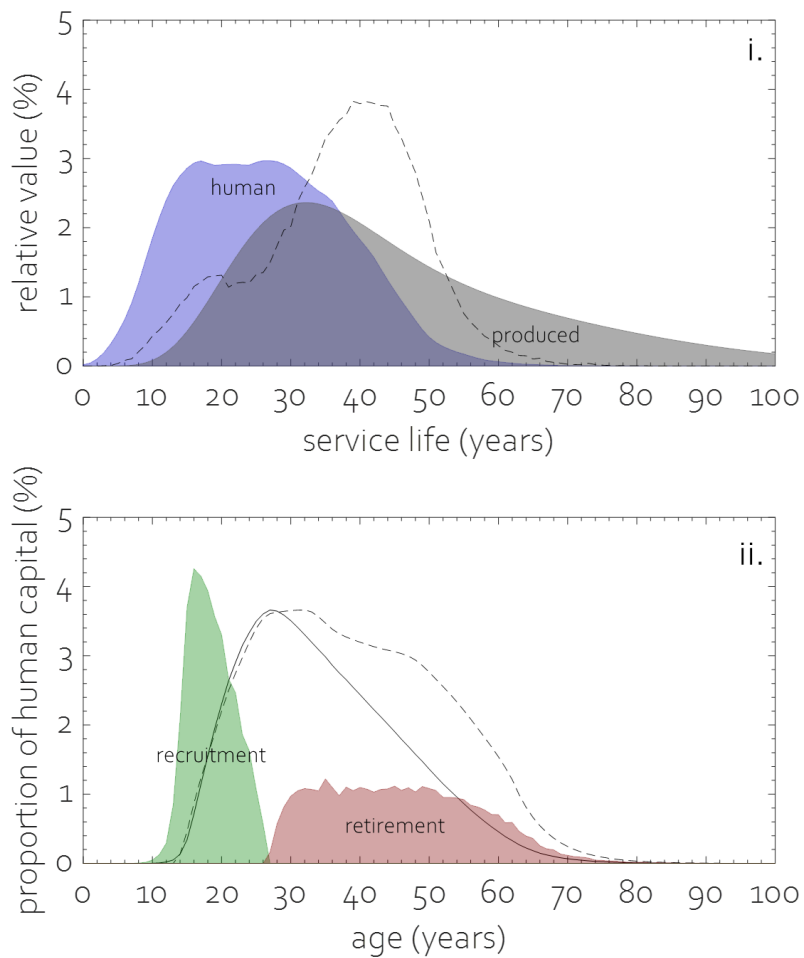 i.
relative value (%)
5
4
3
2
1
0
human
produced
0 10 20 30 40 50 60 70 80 90 100
service life (years)
ii.
proportion of human capital (%)
5
4
3
2
1
0
recruitment
retirement
0 10 20 30 40 50 60 70 80 90 100
age (years)